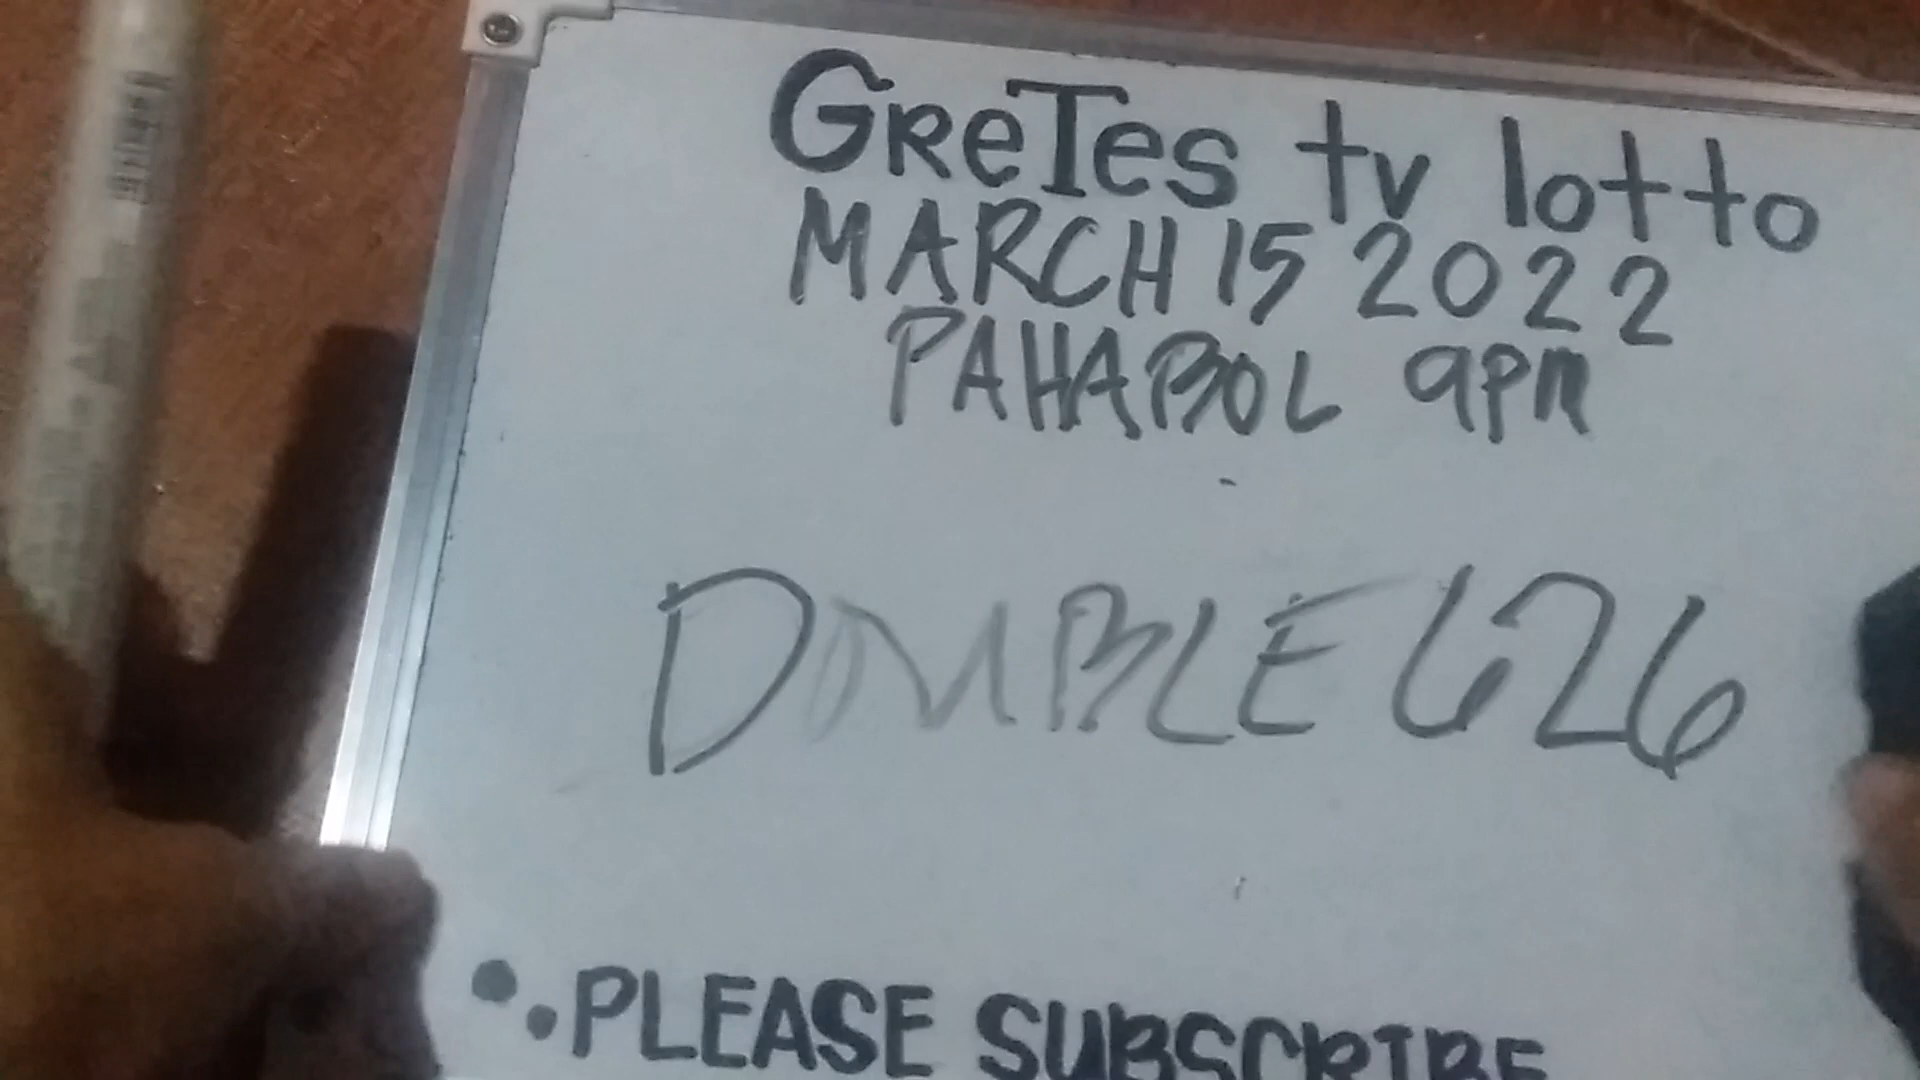 GReTes tv lotto
MARCH 15 2022
PAHABOL 9pm
DOUBLE 626
PLEASE SUBSCRIBE